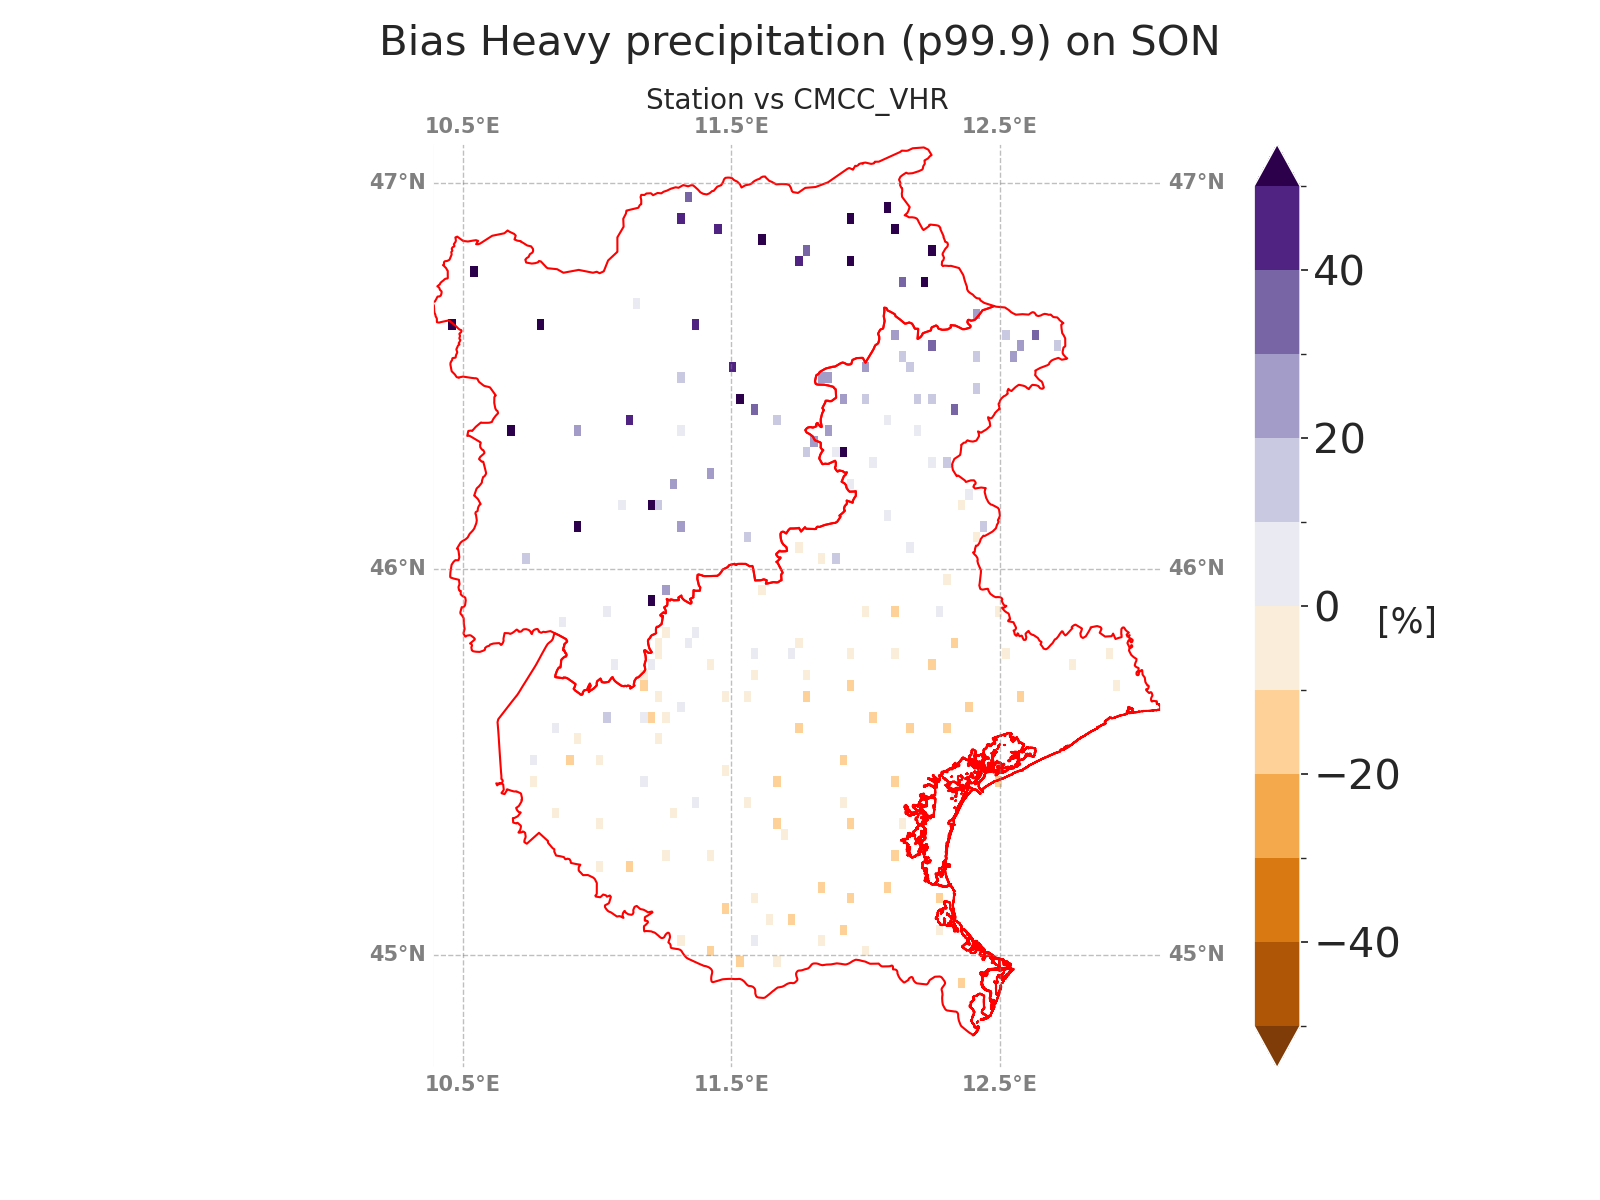 Bias Heavy precipitation (p99.9) on SON
Station vs CMCC_VHR
10.5°E 11.5°E 12.5°E
47°N 47°N
40
20
46°N 46°N
0 [%]
−20
45°N 45°N
−40
10.5°E 11.5°E 12.5°E